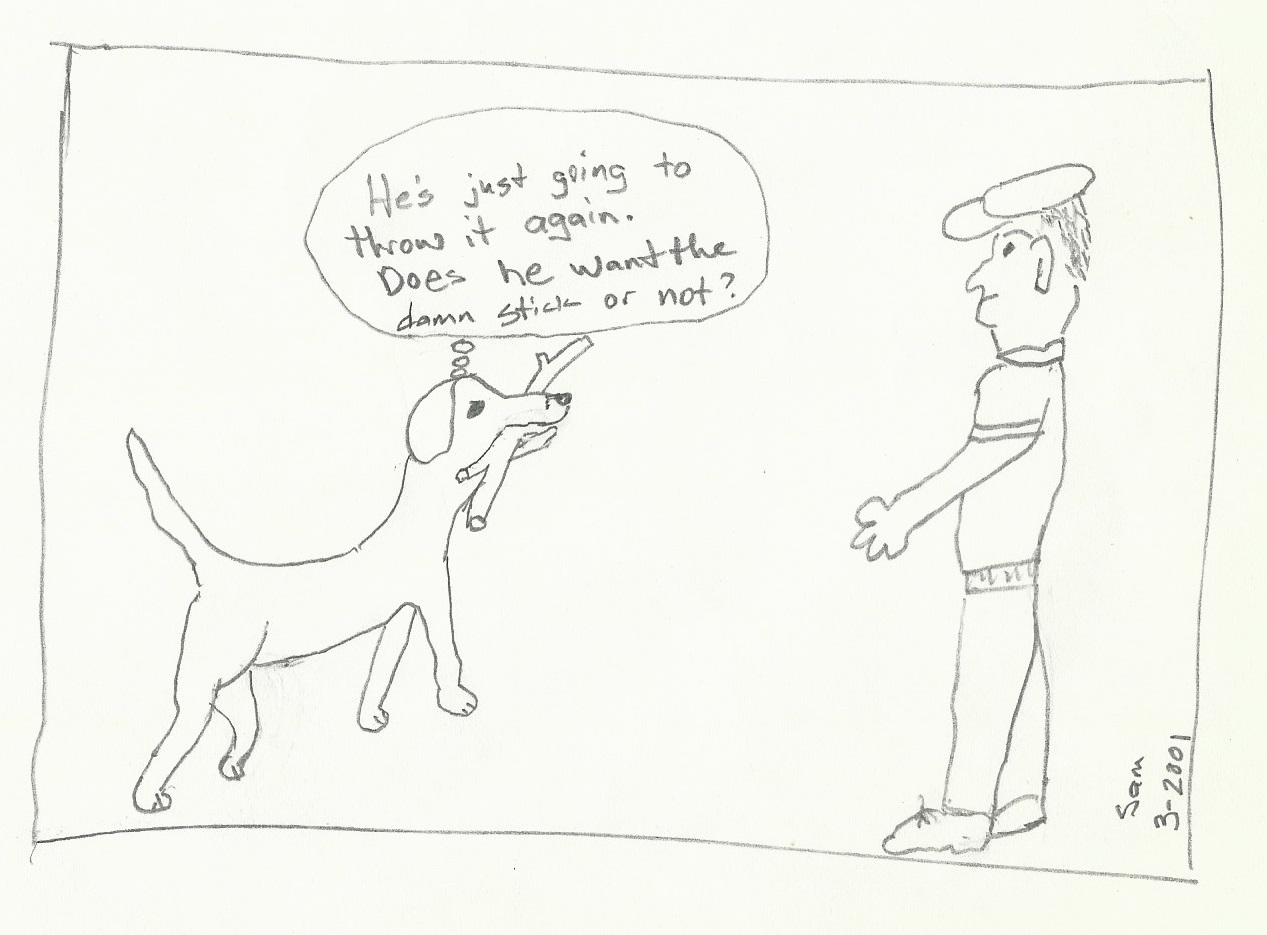 He's just going to
throw it again.
Does he want the
damn stick or not?
Sam
3-2001